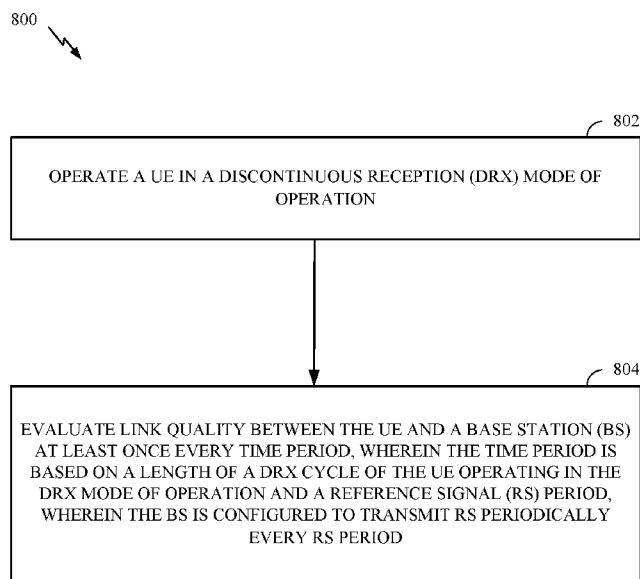 800
802
OPERATE A UE IN A DISCONTINUOUS RECEPTION (DRX) MODE OF
OPERATION
804
EVALUATE LINK QUALITY BETWEEN THE UE AND A BASE STATION (BS)
AT LEAST ONCE EVERY TIME PERIOD, WHEREIN THE TIME PERIOD IS
BASED ON A LENGTH OF A DRX CYCLE OF THE UE OPERATING IN THE
DRX MODE OF OPERATION AND A REFERENCE SIGNAL (RS) PERIOD,
WHEREIN THE BS IS CONFIGURED TO TRANSMIT RS PERIODICALLY
EVERY RS PERIOD